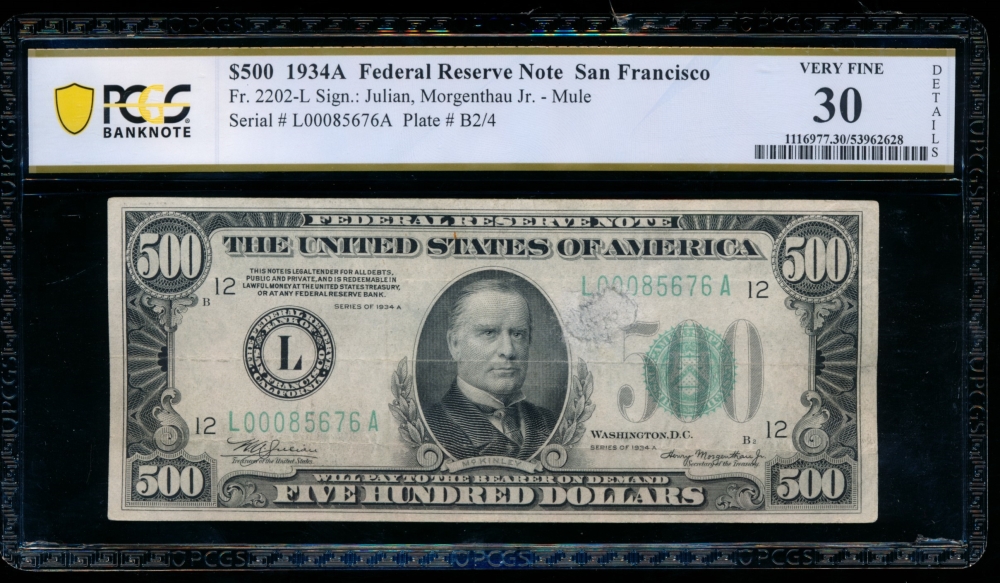 PCGS
BANKNOTE
$500 1934A Federal Reserve Note San Francisco
Fr. 2202-L Sign.: Julian, Morgenthau Jr. - Mule
Serial # L00085676A Plate # B2/4
VERY FINE
30
1116977.30/53962628
DETAILS
FEDERAL RESERVE NOTE
500
THE UNITED STATES OF AMERICA
500
THIS NOTE IS LEGAL TENDER FOR ALL DEBTS,
PUBLIC AND PRIVATE, AND IS REDEEMABLE IN
LAWFUL MONEY AT THE UNITED STATES TREASURY,
OR AT ANY FEDERAL RESERVE BANK.
B
12
L00085676 A
12
SERIES OF 1934 A
L
500
12
L00085676 A
WASHINGTON, D.C.
B2
12
SERIES OF 1934 A
Treasurer of the United States
Henry Morgenthau Jr
Secretary of the Treasury
McKINLEY
500
WILL PAY TO THE BEARER ON DEMAND
FIVE HUNDRED DOLLARS
500
PCGS